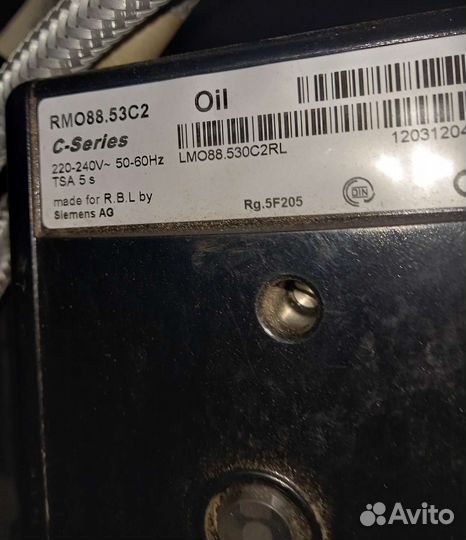 RMO88.53C2
Oil
C-Series
220-240V~ 50-60Hz
LMO88.530C2RL
TSA 5 s
made for R.B.L by
Siemens AG
Rg.5F205
DIN
Avito